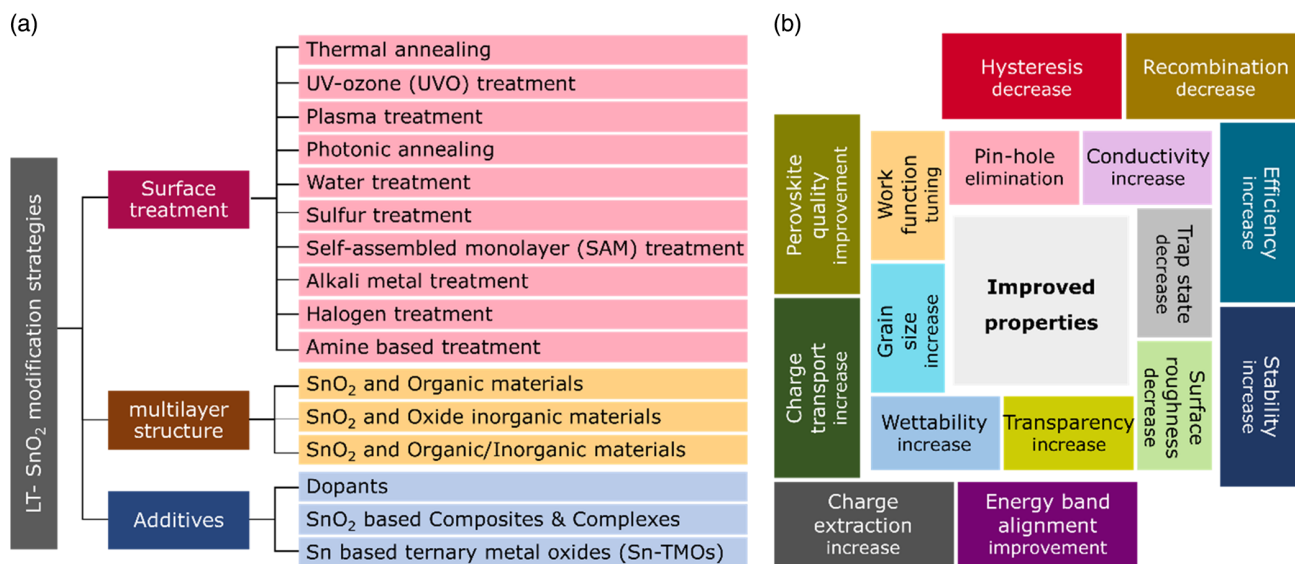 (a)
LT- SnO₂ modification strategies
Surface
treatment
Thermal annealing
UV-ozone (UVO) treatment
Plasma treatment
Photonic annealing
Water treatment
Sulfur treatment
Self-assembled monolayer (SAM) treatment
Alkali metal treatment
Halogen treatment
Amine based treatment
multilayer
structure
SnO₂ and Organic materials
SnO₂ and Oxide inorganic materials
SnO₂ and Organic/Inorganic materials
Additives
Dopants
SnO₂ based Composites & Complexes
Sn based ternary metal oxides (Sn-TMOs)
(b)
Hysteresis
decrease
Recombination
decrease
Perovskite
quality
improvement
Work
function
tuning
Pin-hole
elimination
Conductivity
increase
Efficiency
increase
Trap state
decrease
Improved
properties
Grain
size
increase
Charge
transport
increase
Surface
roughness
decrease
Stability
increase
Wettability
increase
Transparency
increase
Charge
extraction
increase
Energy band
alignment
improvement